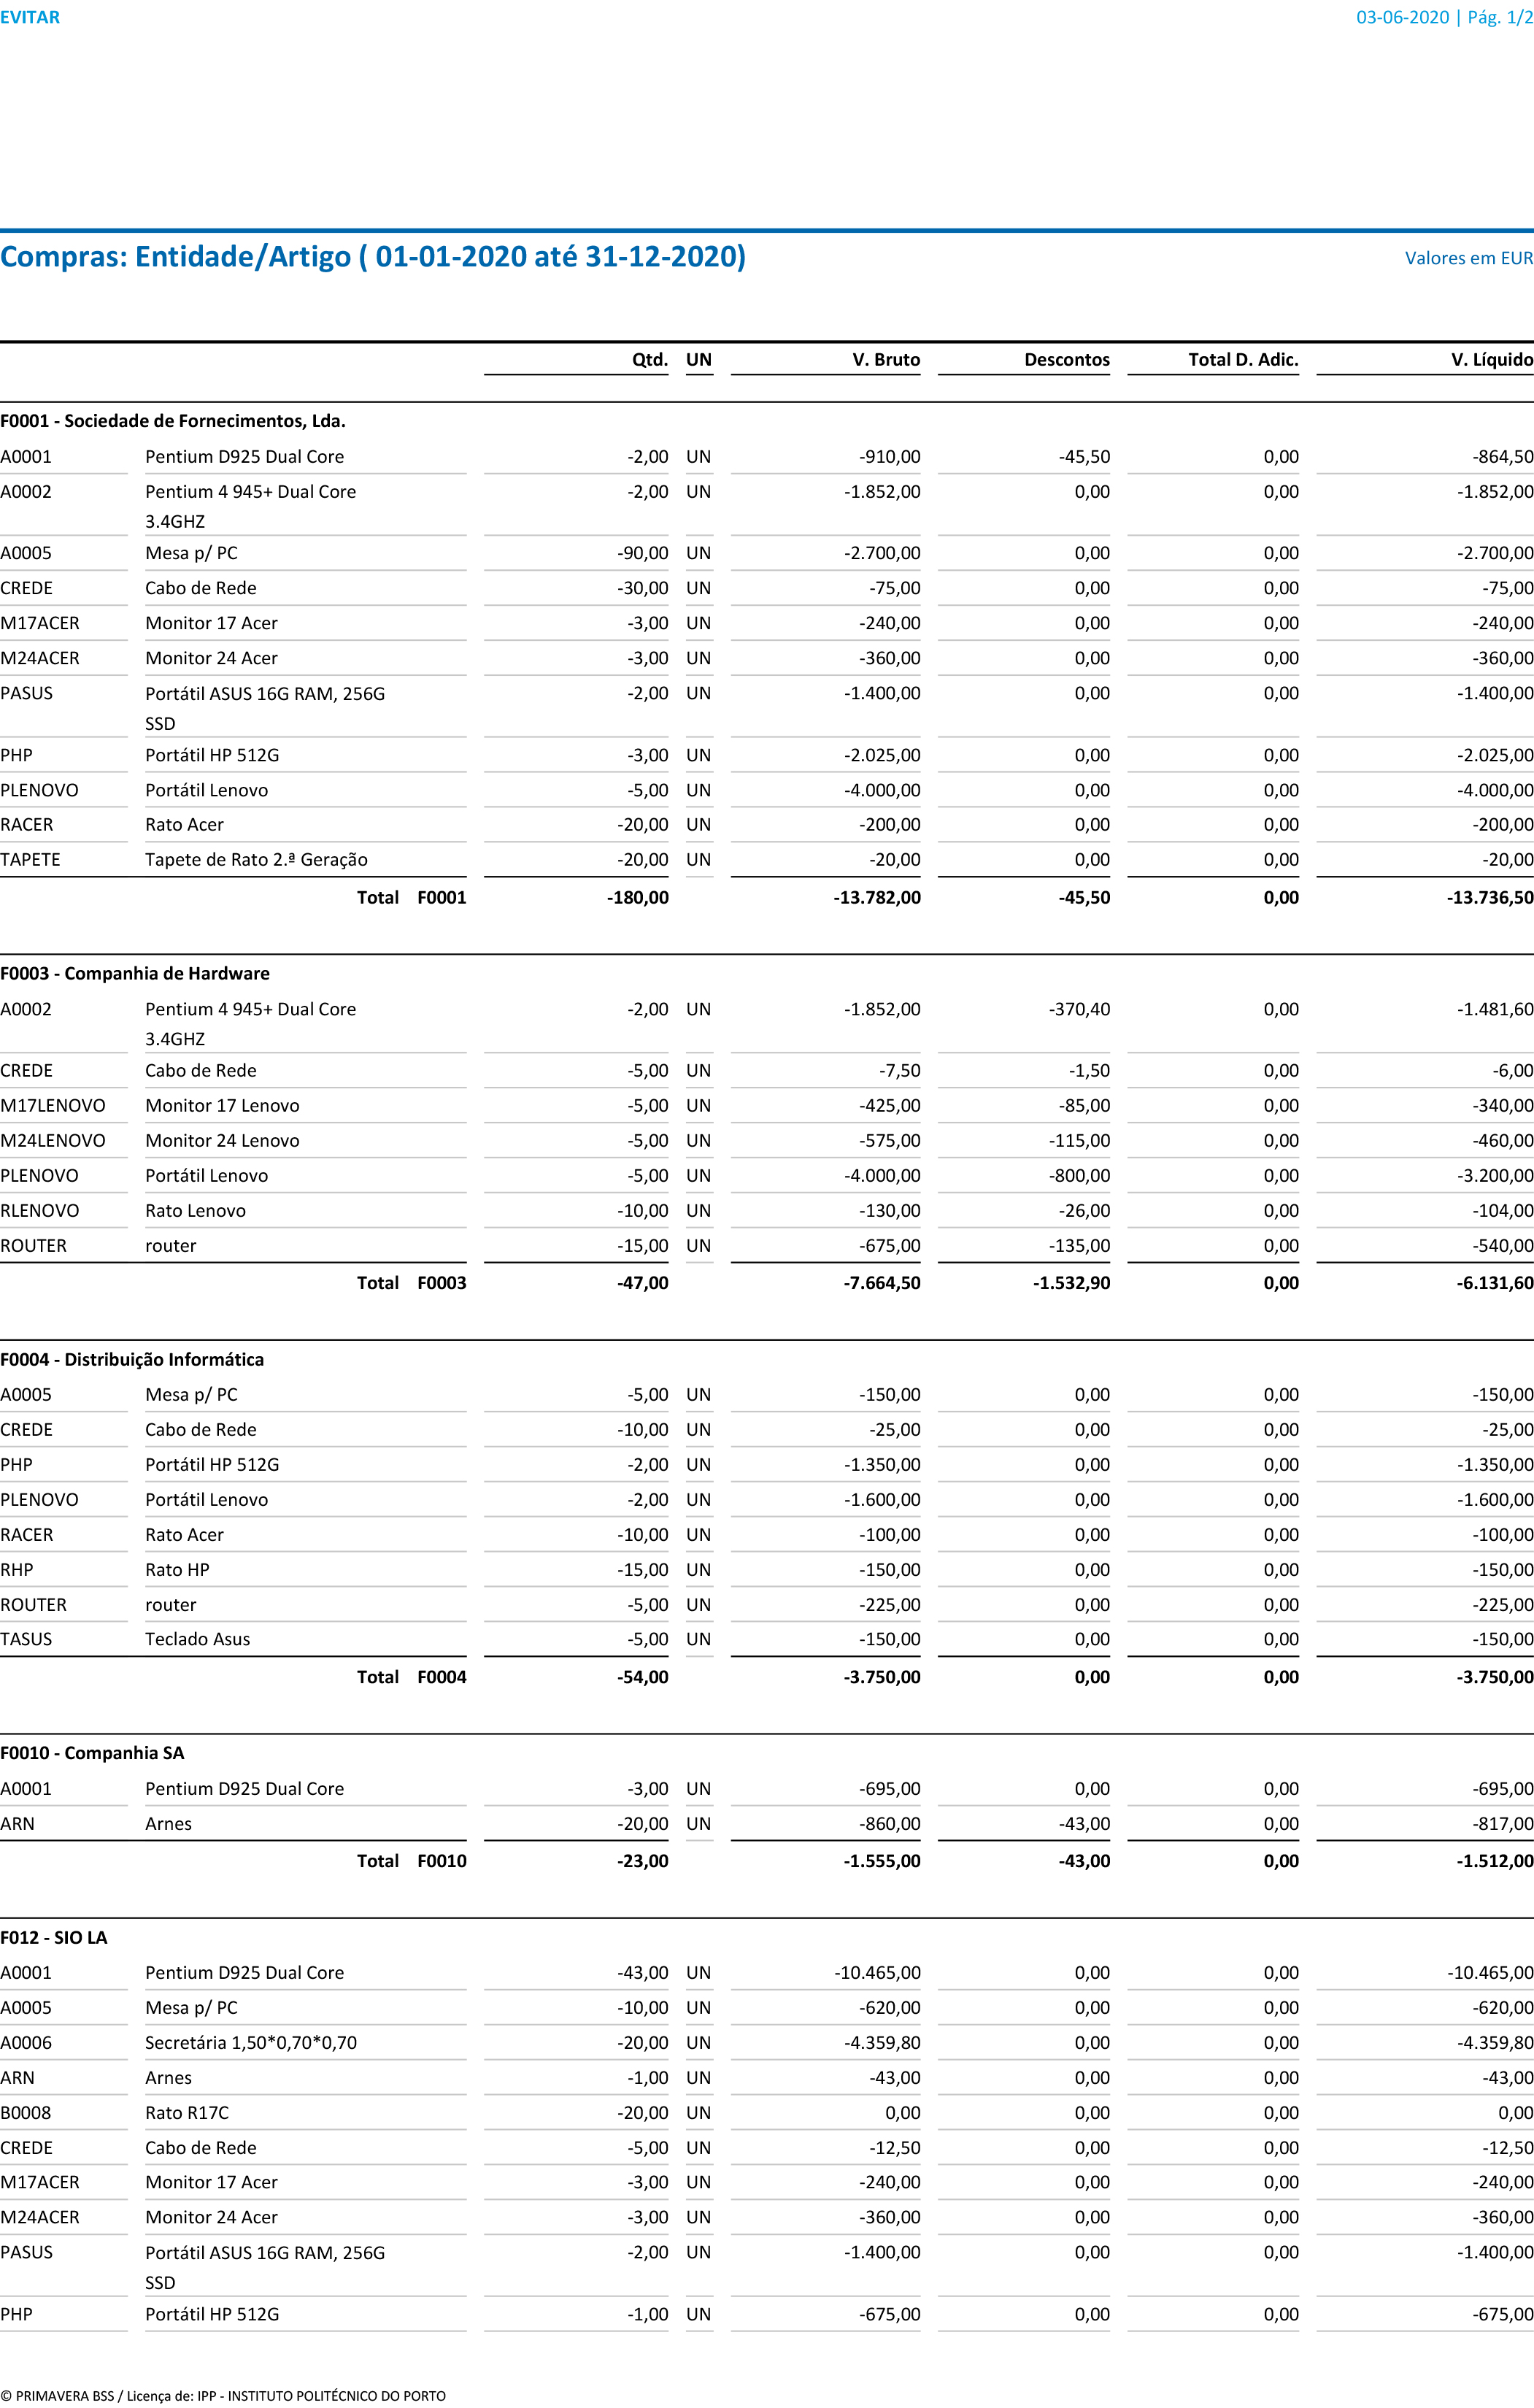 EVITAR 03-06-2020 | Pág. 1/2
Compras: Entidade/Artigo ( 01-01-2020 até 31-12-2020) Valores em EUR
Qtd. UN V. Bruto Descontos Total D. Adic. V. Líquido
F0001 - Sociedade de Fornecimentos, Lda.
A0001 Pentium D925 Dual Core -2,00 UN -910,00 -45,50 0,00 -864,50
A0002 Pentium 4 945+ Dual Core -2,00 UN -1.852,00 0,00 0,00 -1.852,00
3.4GHZ
A0005 Mesa p/ PC -90,00 UN -2.700,00 0,00 0,00 -2.700,00
CREDE Cabo de Rede -30,00 UN -75,00 0,00 0,00 -75,00
M17ACER Monitor 17 Acer -3,00 UN -240,00 0,00 0,00 -240,00
M24ACER Monitor 24 Acer -3,00 UN -360,00 0,00 0,00 -360,00
PASUS Portátil ASUS 16G RAM, 256G -2,00 UN -1.400,00 0,00 0,00 -1.400,00
SSD
PHP Portátil HP 512G -3,00 UN -2.025,00 0,00 0,00 -2.025,00
PLENOVO Portátil Lenovo -5,00 UN -4.000,00 0,00 0,00 -4.000,00
RACER Rato Acer -20,00 UN -200,00 0,00 0,00 -200,00
TAPETE Tapete de Rato 2.ª Geração -20,00 UN -20,00 0,00 0,00 -20,00
Total F0001 -180,00 -13.782,00 -45,50 0,00 -13.736,50
F0003 - Companhia de Hardware
A0002 Pentium 4 945+ Dual Core -2,00 UN -1.852,00 -370,40 0,00 -1.481,60
3.4GHZ
CREDE Cabo de Rede -5,00 UN -7,50 -1,50 0,00 -6,00
M17LENOVO Monitor 17 Lenovo -5,00 UN -425,00 -85,00 0,00 -340,00
M24LENOVO Monitor 24 Lenovo -5,00 UN -575,00 -115,00 0,00 -460,00
PLENOVO Portátil Lenovo -5,00 UN -4.000,00 -800,00 0,00 -3.200,00
RLENOVO Rato Lenovo -10,00 UN -130,00 -26,00 0,00 -104,00
ROUTER router -15,00 UN -675,00 -135,00 0,00 -540,00
Total F0003 -47,00 -7.664,50 -1.532,90 0,00 -6.131,60
F0004 - Distribuição Informática
A0005 Mesa p/ PC -5,00 UN -150,00 0,00 0,00 -150,00
CREDE Cabo de Rede -10,00 UN -25,00 0,00 0,00 -25,00
PHP Portátil HP 512G -2,00 UN -1.350,00 0,00 0,00 -1.350,00
PLENOVO Portátil Lenovo -2,00 UN -1.600,00 0,00 0,00 -1.600,00
RACER Rato Acer -10,00 UN -100,00 0,00 0,00 -100,00
RHP Rato HP -15,00 UN -150,00 0,00 0,00 -150,00
ROUTER router -5,00 UN -225,00 0,00 0,00 -225,00
TASUS Teclado Asus -5,00 UN -150,00 0,00 0,00 -150,00
Total F0004 -54,00 -3.750,00 0,00 0,00 -3.750,00
F0010 - Companhia SA
A0001 Pentium D925 Dual Core -3,00 UN -695,00 0,00 0,00 -695,00
ARN Arnes -20,00 UN -860,00 -43,00 0,00 -817,00
Total F0010 -23,00 -1.555,00 -43,00 0,00 -1.512,00
F012 - SIO LA
A0001 Pentium D925 Dual Core -43,00 UN -10.465,00 0,00 0,00 -10.465,00
A0005 Mesa p/ PC -10,00 UN -620,00 0,00 0,00 -620,00
A0006 Secretária 1,50*0,70*0,70 -20,00 UN -4.359,80 0,00 0,00 -4.359,80
ARN Arnes -1,00 UN -43,00 0,00 0,00 -43,00
B0008 Rato R17C -20,00 UN 0,00 0,00 0,00 0,00
CREDE Cabo de Rede -5,00 UN -12,50 0,00 0,00 -12,50
M17ACER Monitor 17 Acer -3,00 UN -240,00 0,00 0,00 -240,00
M24ACER Monitor 24 Acer -3,00 UN -360,00 0,00 0,00 -360,00
PASUS Portátil ASUS 16G RAM, 256G -2,00 UN -1.400,00 0,00 0,00 -1.400,00
SSD
PHP Portátil HP 512G -1,00 UN -675,00 0,00 0,00 -675,00
© PRIMAVERA BSS / Licença de: IPP - INSTITUTO POLITÉCNICO DO PORTO